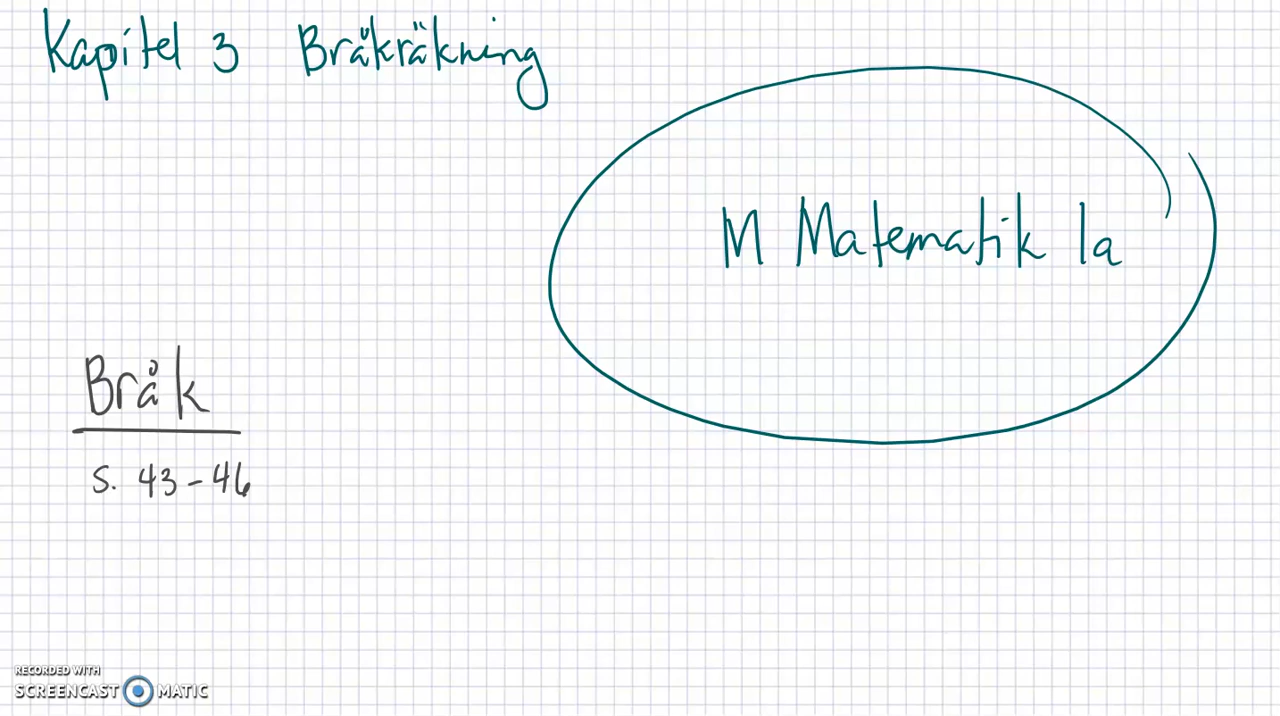 Kapitel 3 Bråkräkning
M Matematik 1a
Bråk
S. 43-46
RECORDED WITH
SCREENCAST MATIC